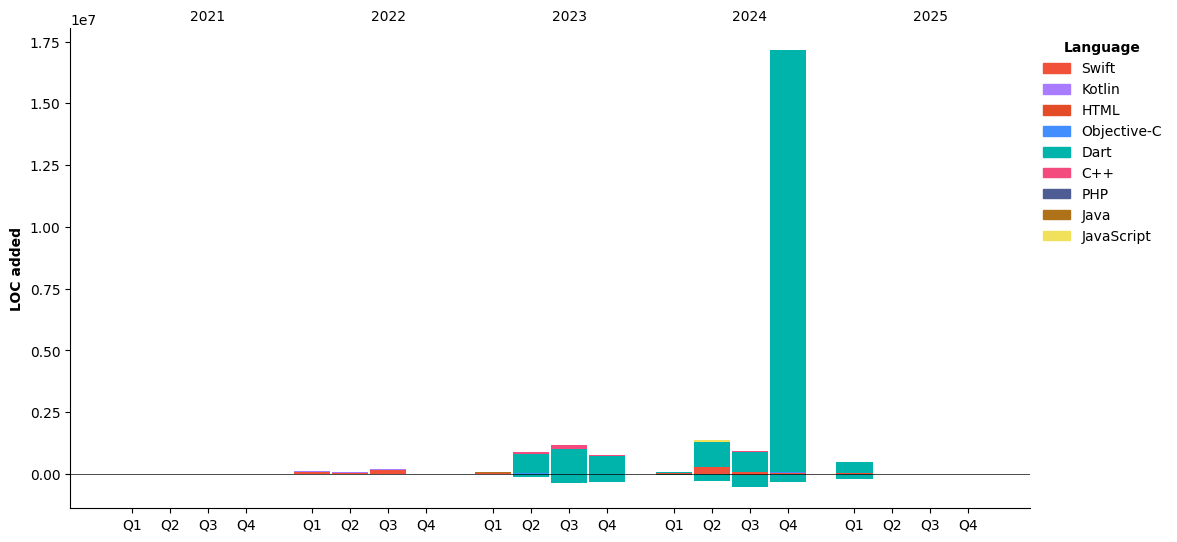 1e7
2021 2022 2023 2024 2025
1.75
1.50
1.25
1.00
0.75
0.50
0.25
0.00
LOC added
Q1 Q2 Q3 Q4 Q1 Q2 Q3 Q4 Q1 Q2 Q3 Q4 Q1 Q2 Q3 Q4 Q1 Q2 Q3 Q4
Language
Swift
Kotlin
HTML
Objective-C
Dart
C++
PHP
Java
JavaScript